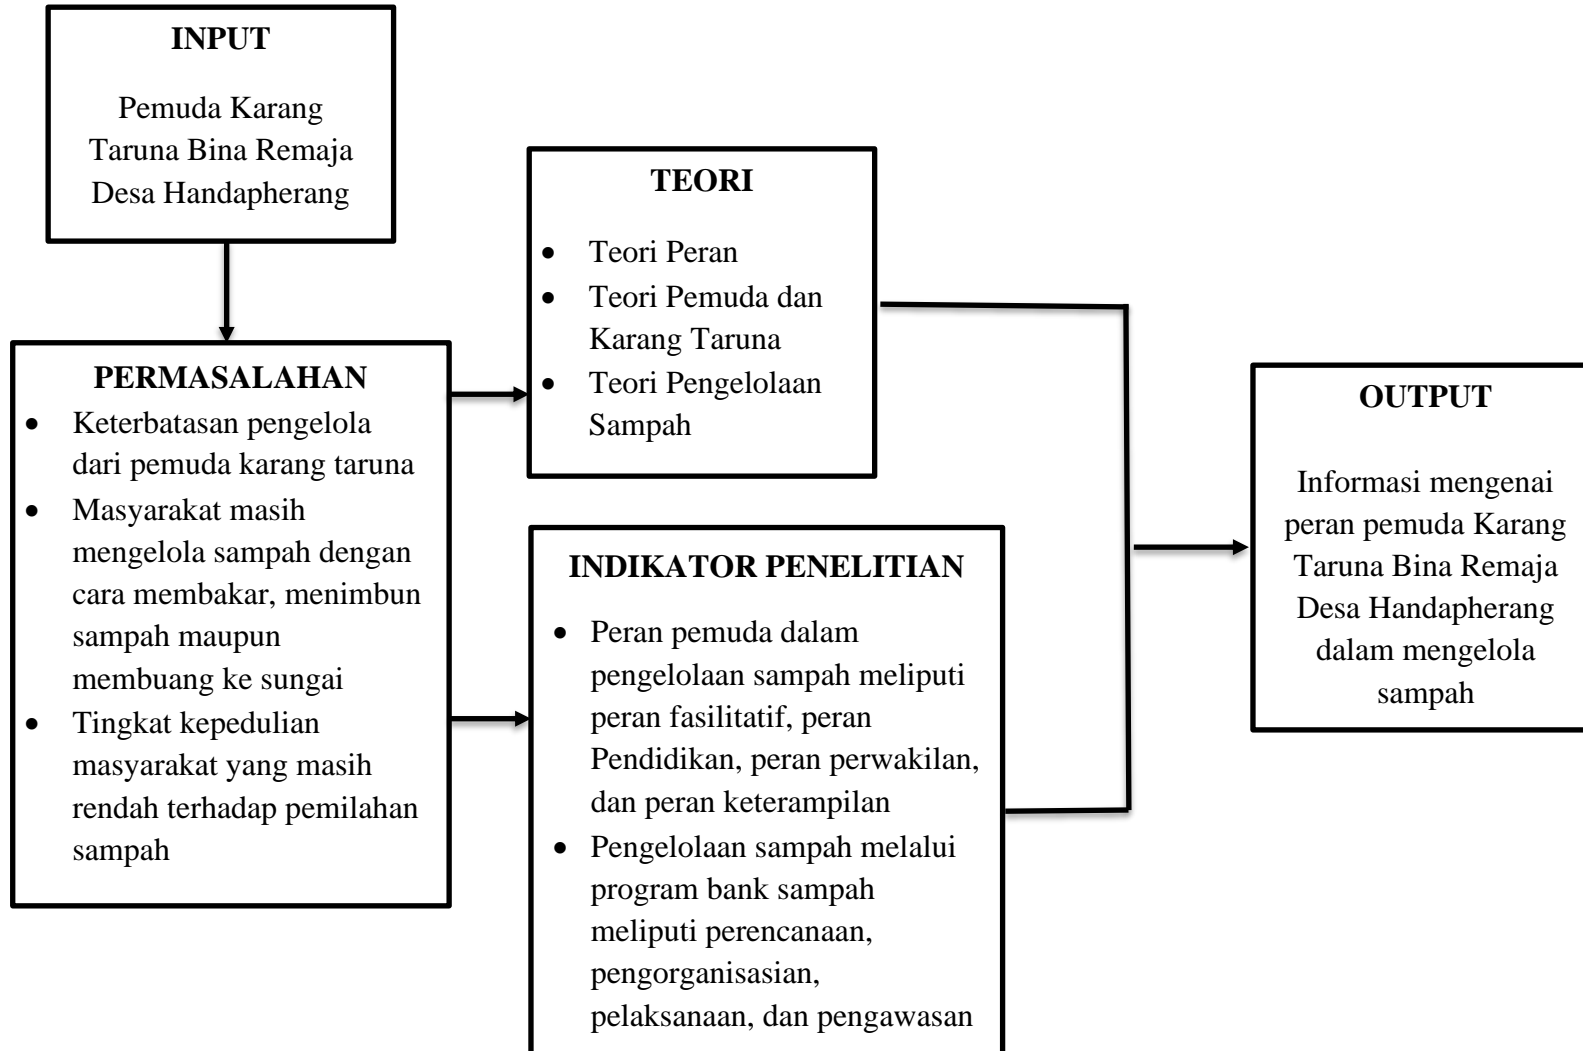 INPUT
Pemuda Karang
Taruna Bina Remaja
Desa Handapherang
PERMASALAHAN
• Keterbatasan pengelola
dari pemuda karang taruna
• Masyarakat masih
mengelola sampah dengan
cara membakar, menimbun
sampah maupun
membuang ke sungai
• Tingkat kepedulian
masyarakat yang masih
rendah terhadap pemilahan
sampah
TEORI
• Teori Peran
• Teori Pemuda dan
Karang Taruna
• Teori Pengelolaan
Sampah
INDIKATOR PENELITIAN
• Peran pemuda dalam
pengelolaan sampah meliputi
peran fasilitatif, peran
Pendidikan, peran perwakilan,
dan peran keterampilan
• Pengelolaan sampah melalui
program bank sampah
meliputi perencanaan,
pengorganisasian,
pelaksanaan, dan pengawasan
OUTPUT
Informasi mengenai
peran pemuda Karang
Taruna Bina Remaja
Desa Handapherang
dalam mengelola
sampah